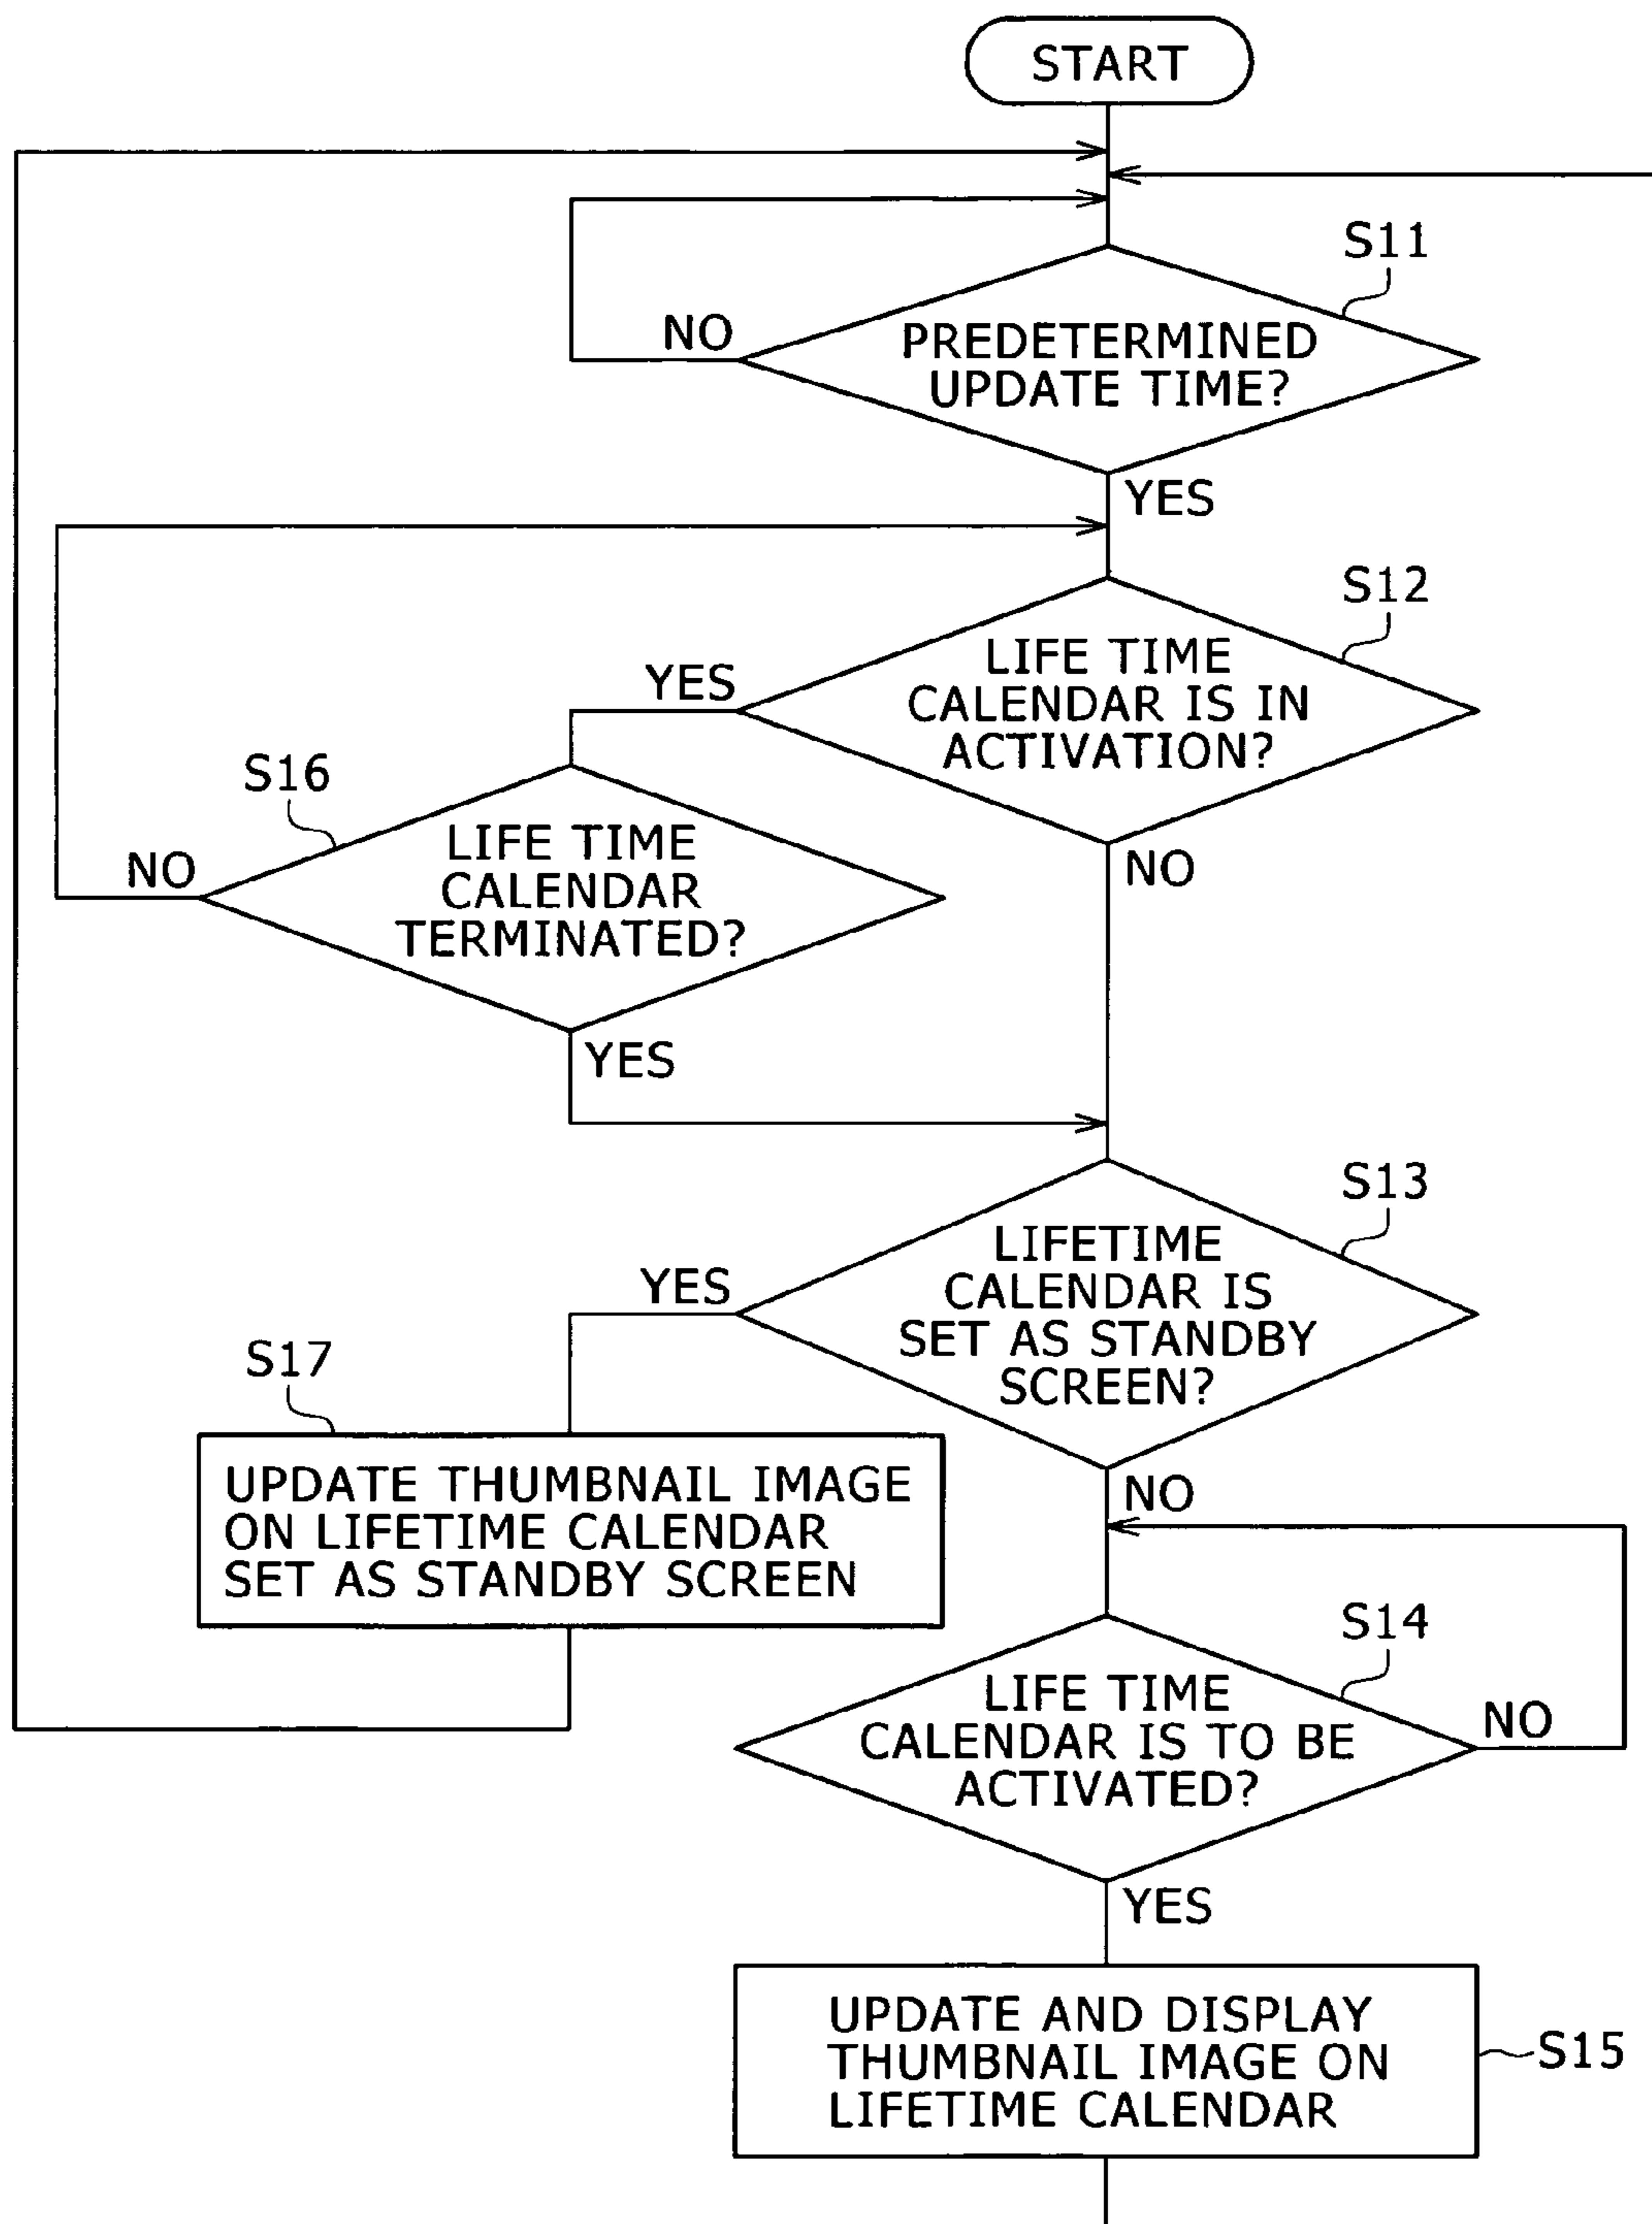 START
S11
NO
PREDETERMINED
UPDATE TIME?
YES
S12
YES
LIFE TIME
CALENDAR IS IN
ACTIVATION?
S16
NO
LIFE TIME
CALENDAR
TERMINATED?
NO
YES
S13
YES
LIFETIME
CALENDAR IS
SET AS STANDBY
SCREEN?
S17
UPDATE THUMBNAIL IMAGE
ON LIFETIME CALENDAR
SET AS STANDBY SCREEN
NO
S14
LIFE TIME
CALENDAR IS TO BE
ACTIVATED?
NO
YES
UPDATE AND DISPLAY
THUMBNAIL IMAGE ON
LIFETIME CALENDAR
S15